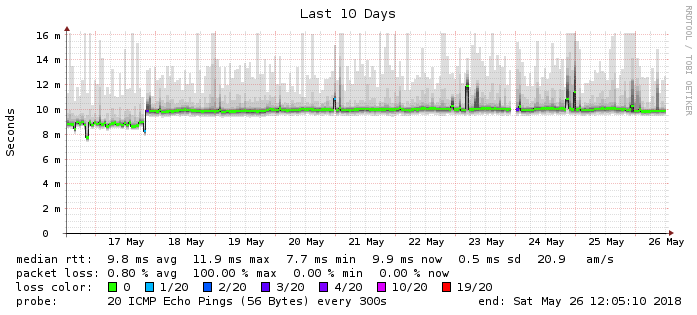 Last 10 Days
RRDTOOL / TOBI OETIKER
Seconds
16 m
14 m
12 m
10 m
8 m
6 m
4 m
2 m
0
17 May 18 May 19 May 20 May 21 May 22 May 23 May 24 May 25 May 26 May
median rtt: 9.8 ms avg 11.9 ms max 7.7 ms min 9.9 ms now 0.5 ms sd 20.9 am/s
packet loss: 0.80 % avg 100.00 % max 0.00 % min 0.00 % now
loss color: 0 1/20 2/20 3/20 4/20 10/20 19/20
probe: 20 ICMP Echo Pings (56 Bytes) every 300s end: Sat May 26 12:05:10 2018